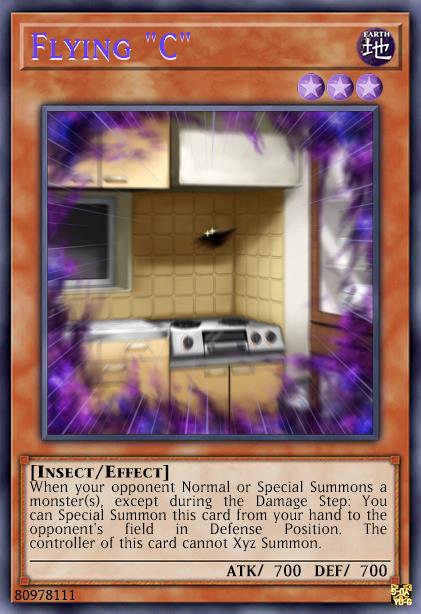 Flying "C"
EARTH
地
[Insect/Effect]
When your opponent Normal or Special Summons a
monster(s), except during the Damage Step: You
can Special Summon this card from your hand to the
opponent's field in Defense Position. The
controller of this card cannot Xyz Summon.
ATK/ 700 DEF/ 700
80978111